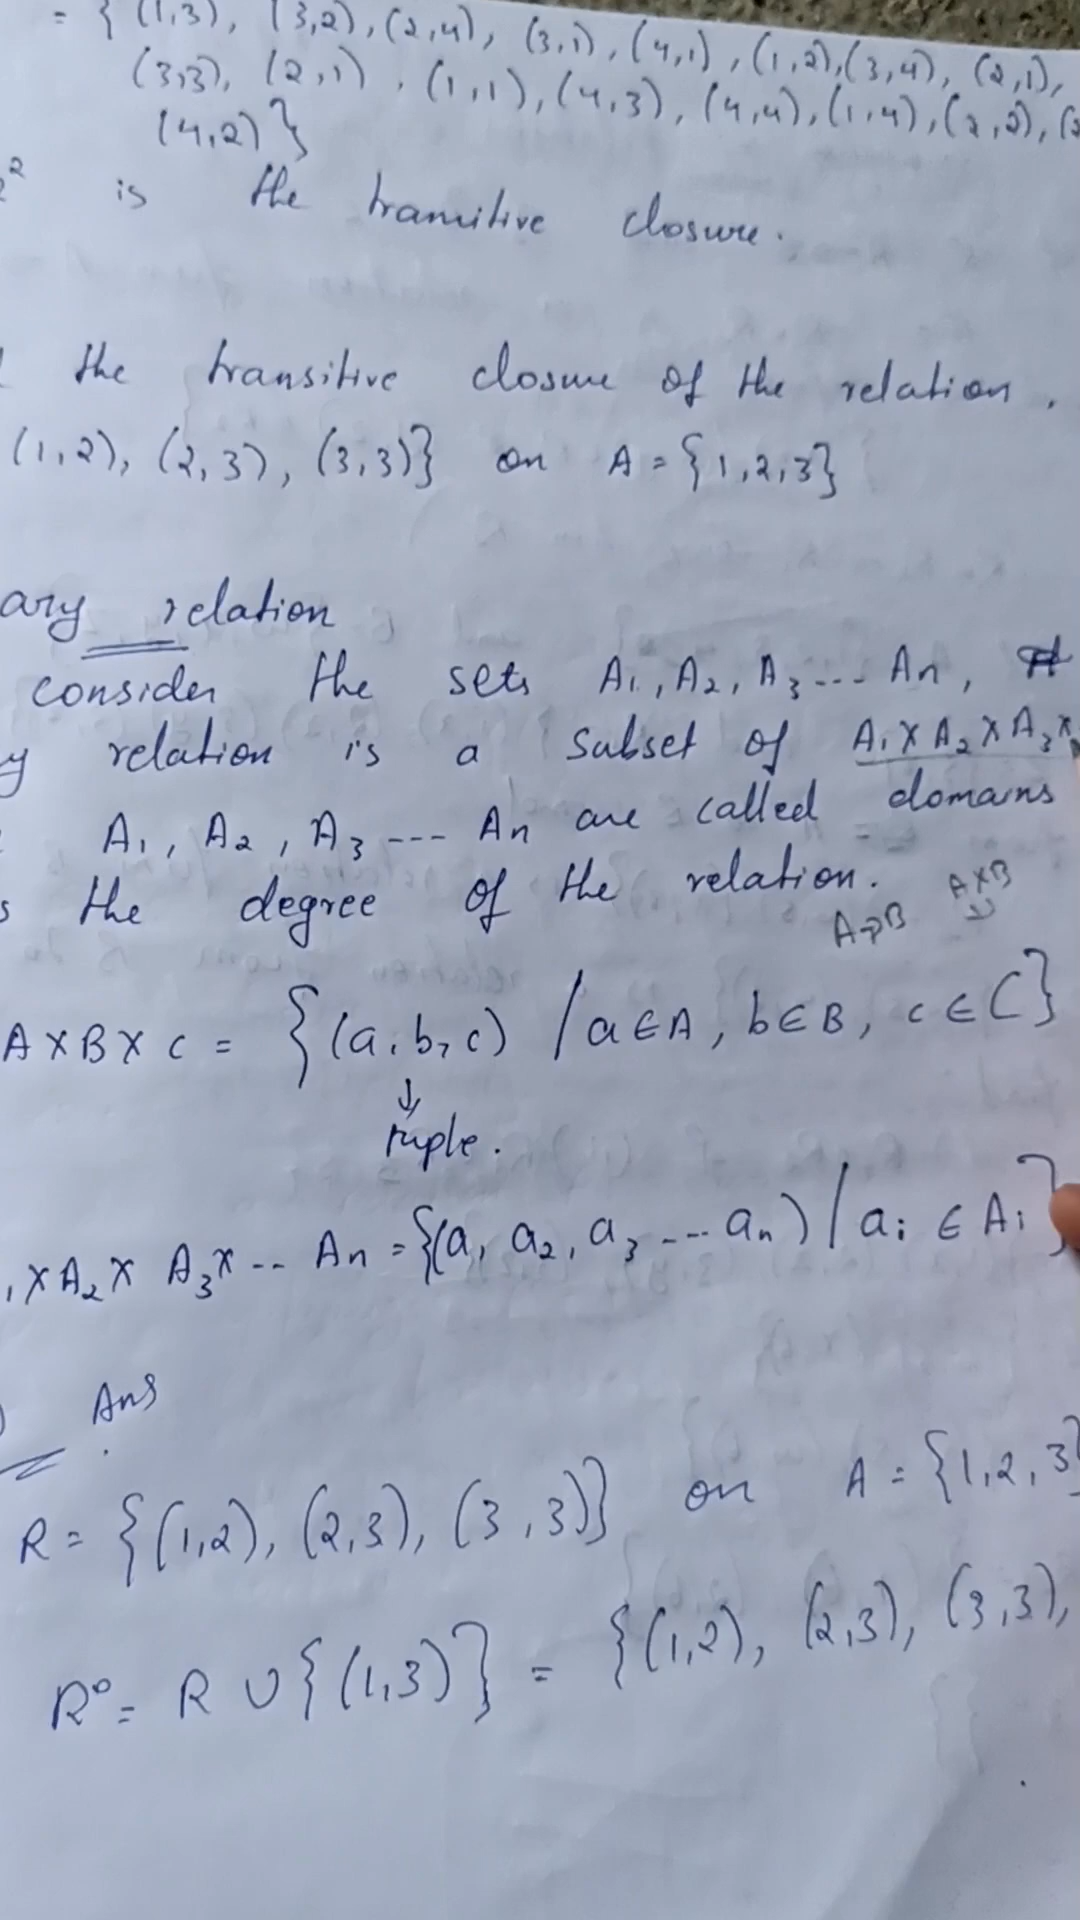 = { (1,3), (3,2), (2,4), (3,1), (4,1), (1,2), (3,4), (2,1),
(3,3), (2,1), (1,1), (4,3), (4,4), (1,4), (2,2),
(4,2) }
2 is the transitive closure.
the transitive closure of the relation.
(1,2), (2,3), (3,3)} on A = {1,2,3}
ary relation
consider the sets A₁, A₂, A₃ --- An,
y relation is a subset of A₁ X A₂ X A₃ X
A₁, A₂, A₃ --- An are called domains
s the degree of the relation.
A→B A X B
↓
A X B X C = {(a, b, c) / a ∈ A, b ∈ B, c ∈ C}
↓
tuple.
₁ X A₂ X A₃ X -- An = {(a₁ a₂, a₃ --- an) / ai ∈ Ai}
Ans
R = {(1,2), (2,3), (3,3)} on A = {1,2,3}
R⁰ = R ∪ {(1,3)} = {(1,2), (2,3), (3,3),